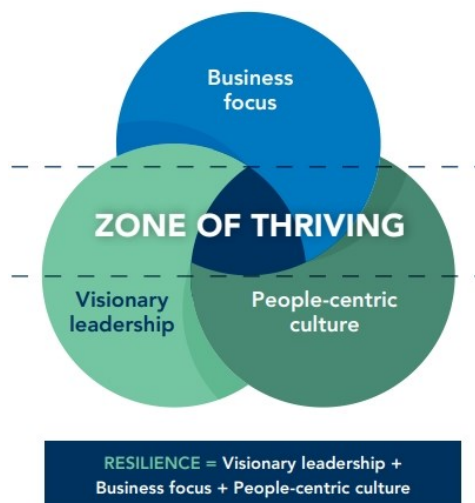 Business
focus
ZONE OF THRIVING
Visionary
leadership
People-centric
culture
RESILIENCE = Visionary leadership +
Business focus + People-centric culture